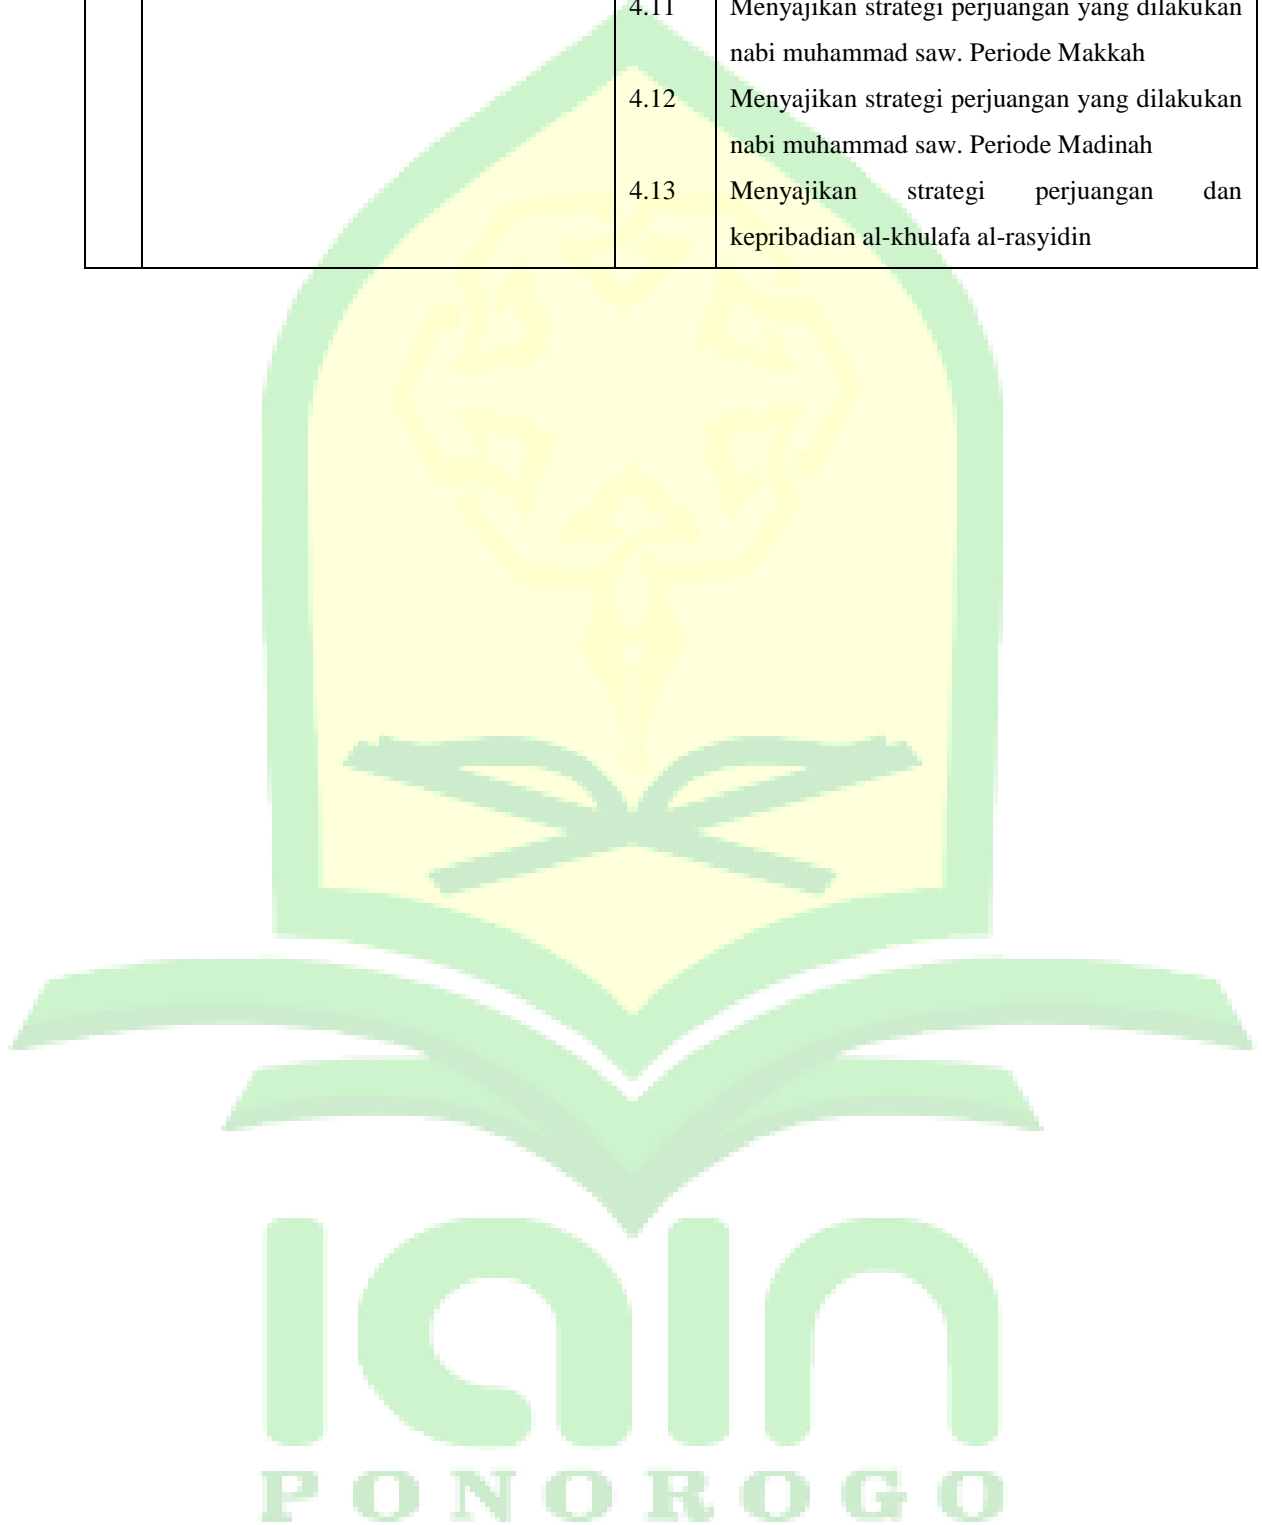 4.11 Menyajikan strategi perjuangan yang dilakukan
nabi muhammad saw. Periode Makkah
4.12 Menyajikan strategi perjuangan yang dilakukan
nabi muhammad saw. Periode Madinah
4.13 Menyajikan strategi perjuangan dan
kepribadian al-khulafa al-rasyidin
IAIN
PONOROGO